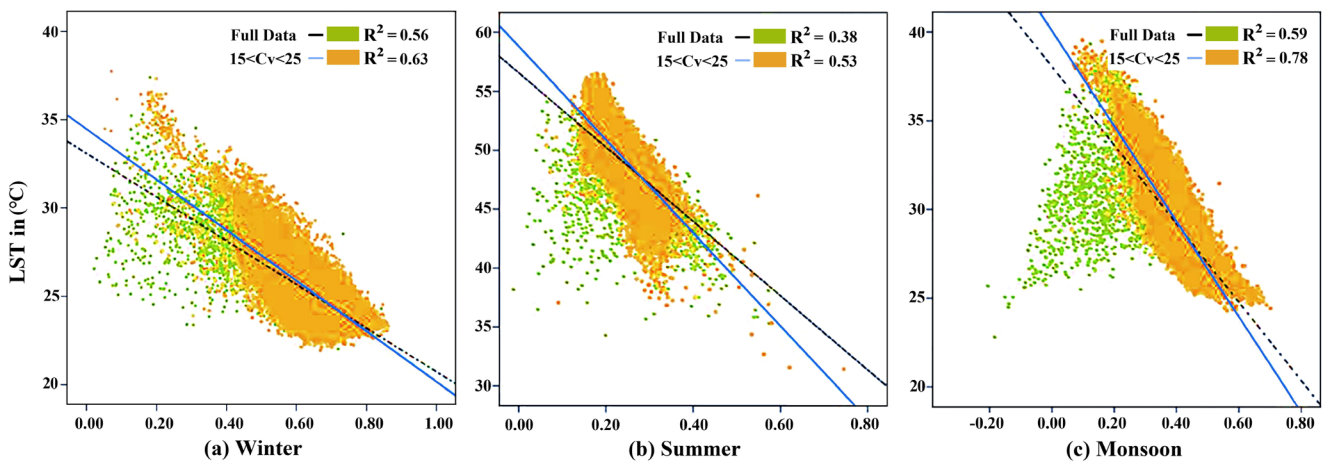 LST in (°C)
40
35
30
25
20
Full Data
R² = 0.56
15<Cv<25
R² = 0.63
0.00
0.20
0.40
0.60
0.80
1.00
(a) Winter
60
55
50
45
40
35
30
Full Data
R² = 0.38
15<Cv<25
R² = 0.53
0.00
0.20
0.40
0.60
0.80
(b) Summer
40
35
30
25
20
Full Data
R² = 0.59
15<Cv<25
R² = 0.78
-0.20
0.00
0.20
0.40
0.60
0.80
(c) Monsoon